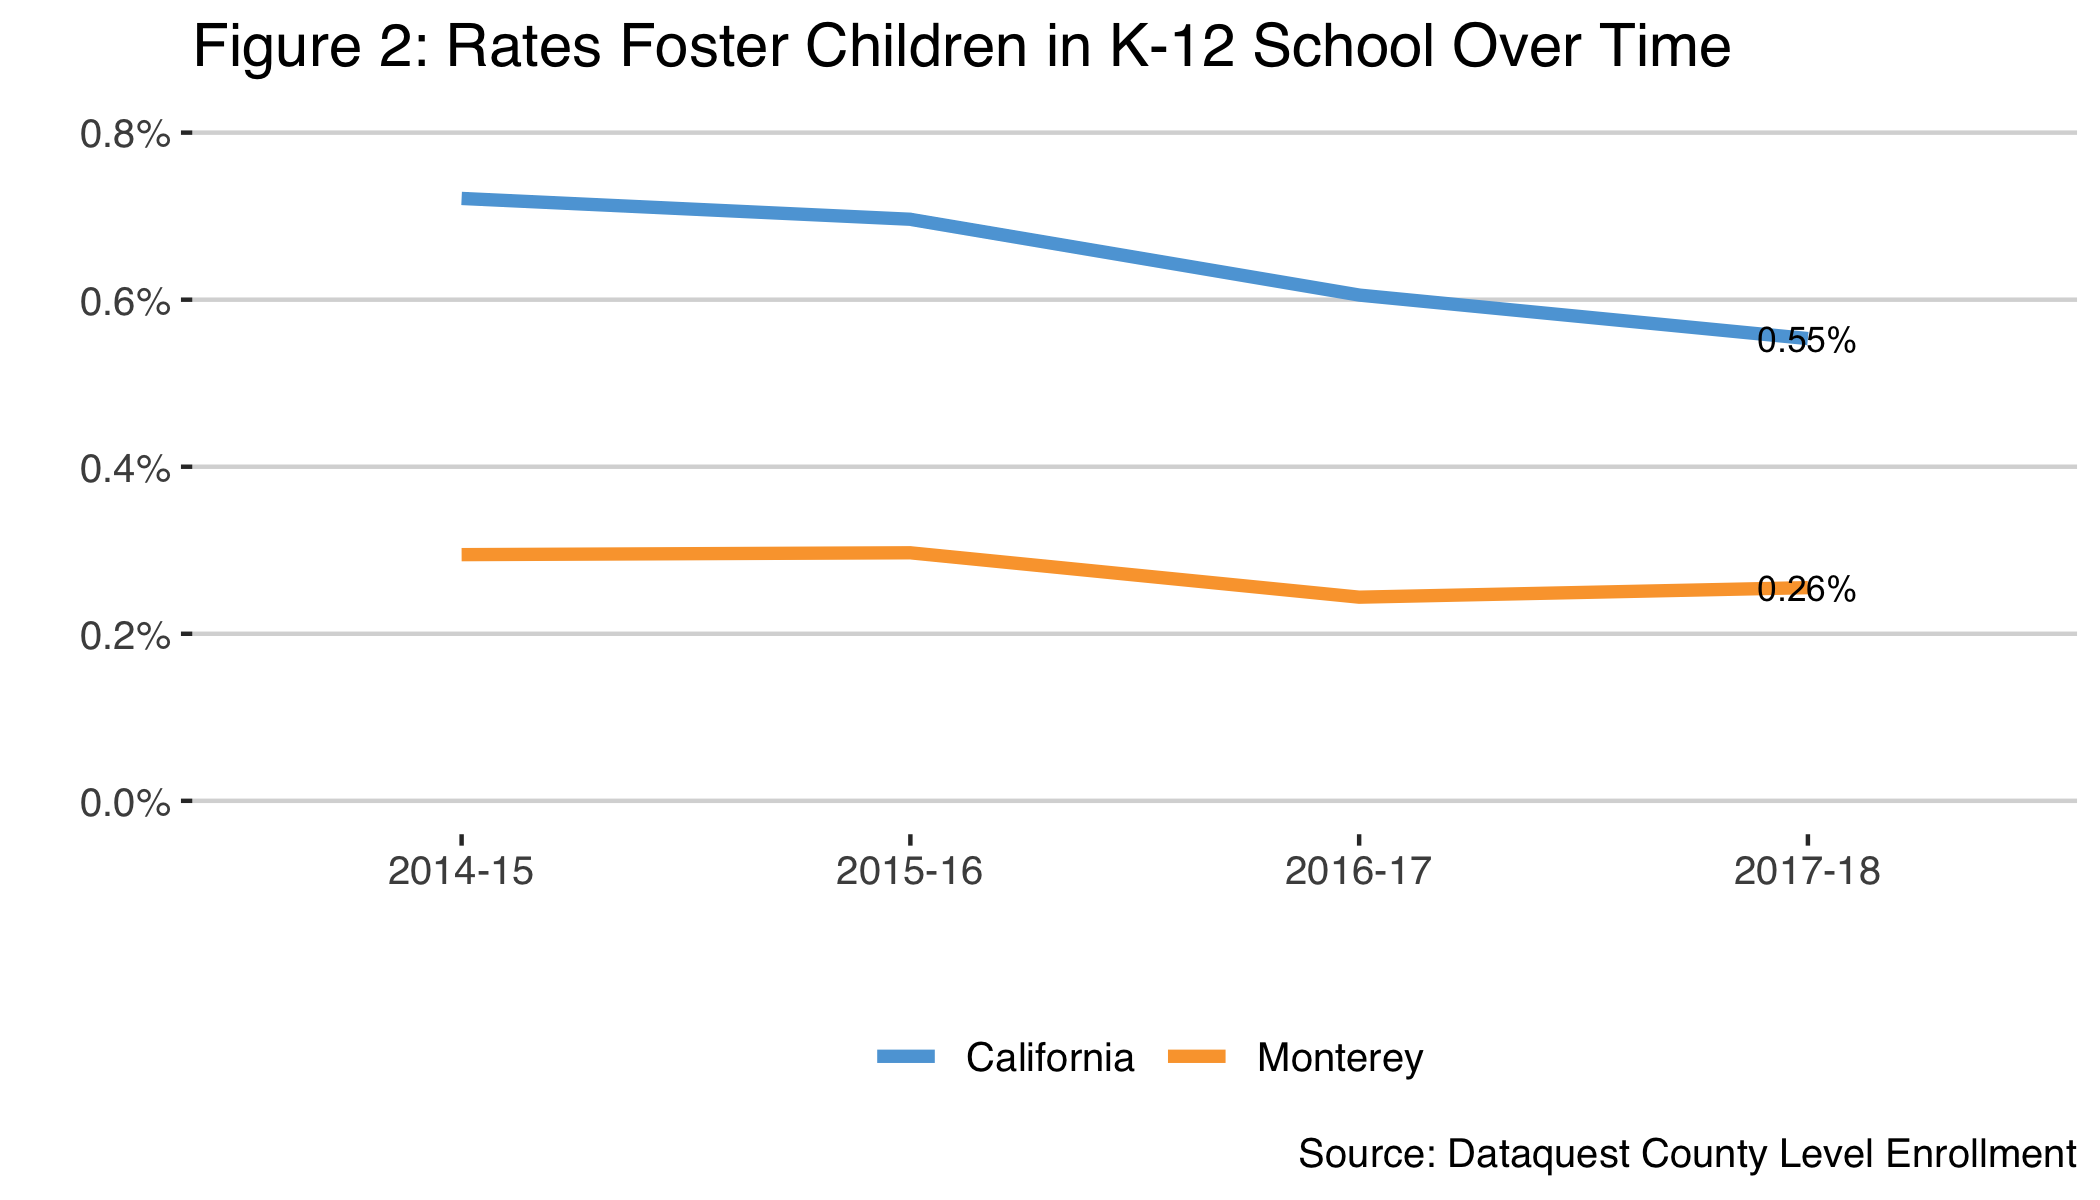 Figure 2: Rates Foster Children in K-12 School Over Time
0.8%
0.6%
0.55%
0.4%
0.26%
0.2%
0.0%
2014-15 2015-16 2016-17 2017-18
California Monterey
Source: Dataquest County Level Enrollment